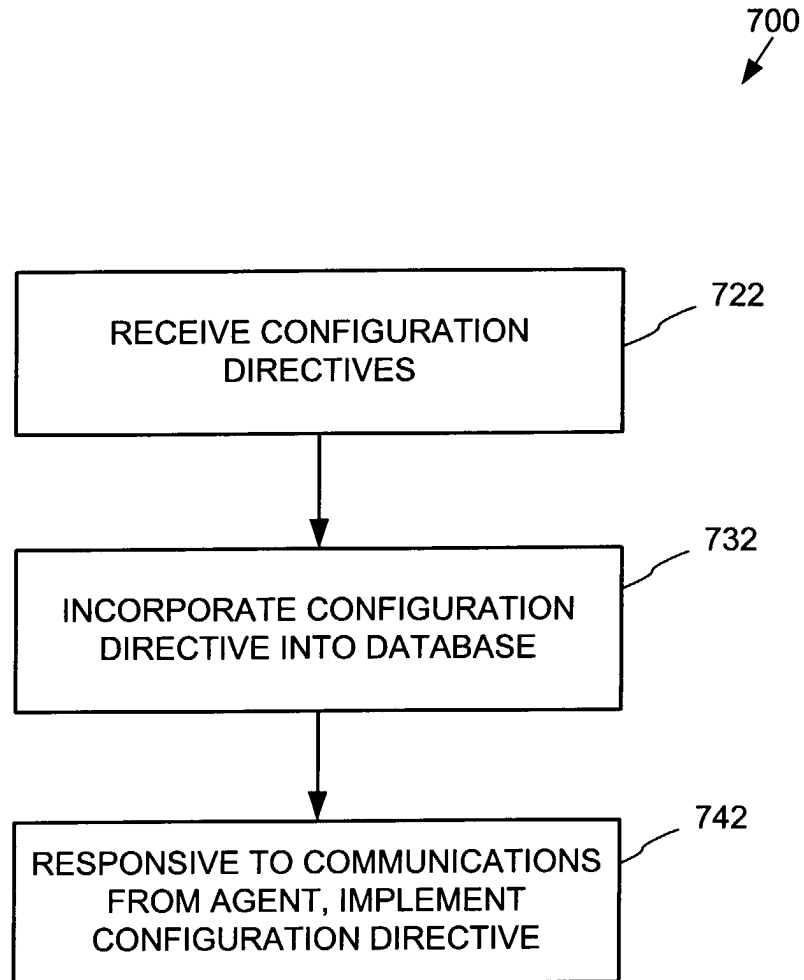 700
RECEIVE CONFIGURATION
DIRECTIVES
722
INCORPORATE CONFIGURATION
DIRECTIVE INTO DATABASE
732
RESPONSIVE TO COMMUNICATIONS
FROM AGENT, IMPLEMENT
CONFIGURATION DIRECTIVE
742